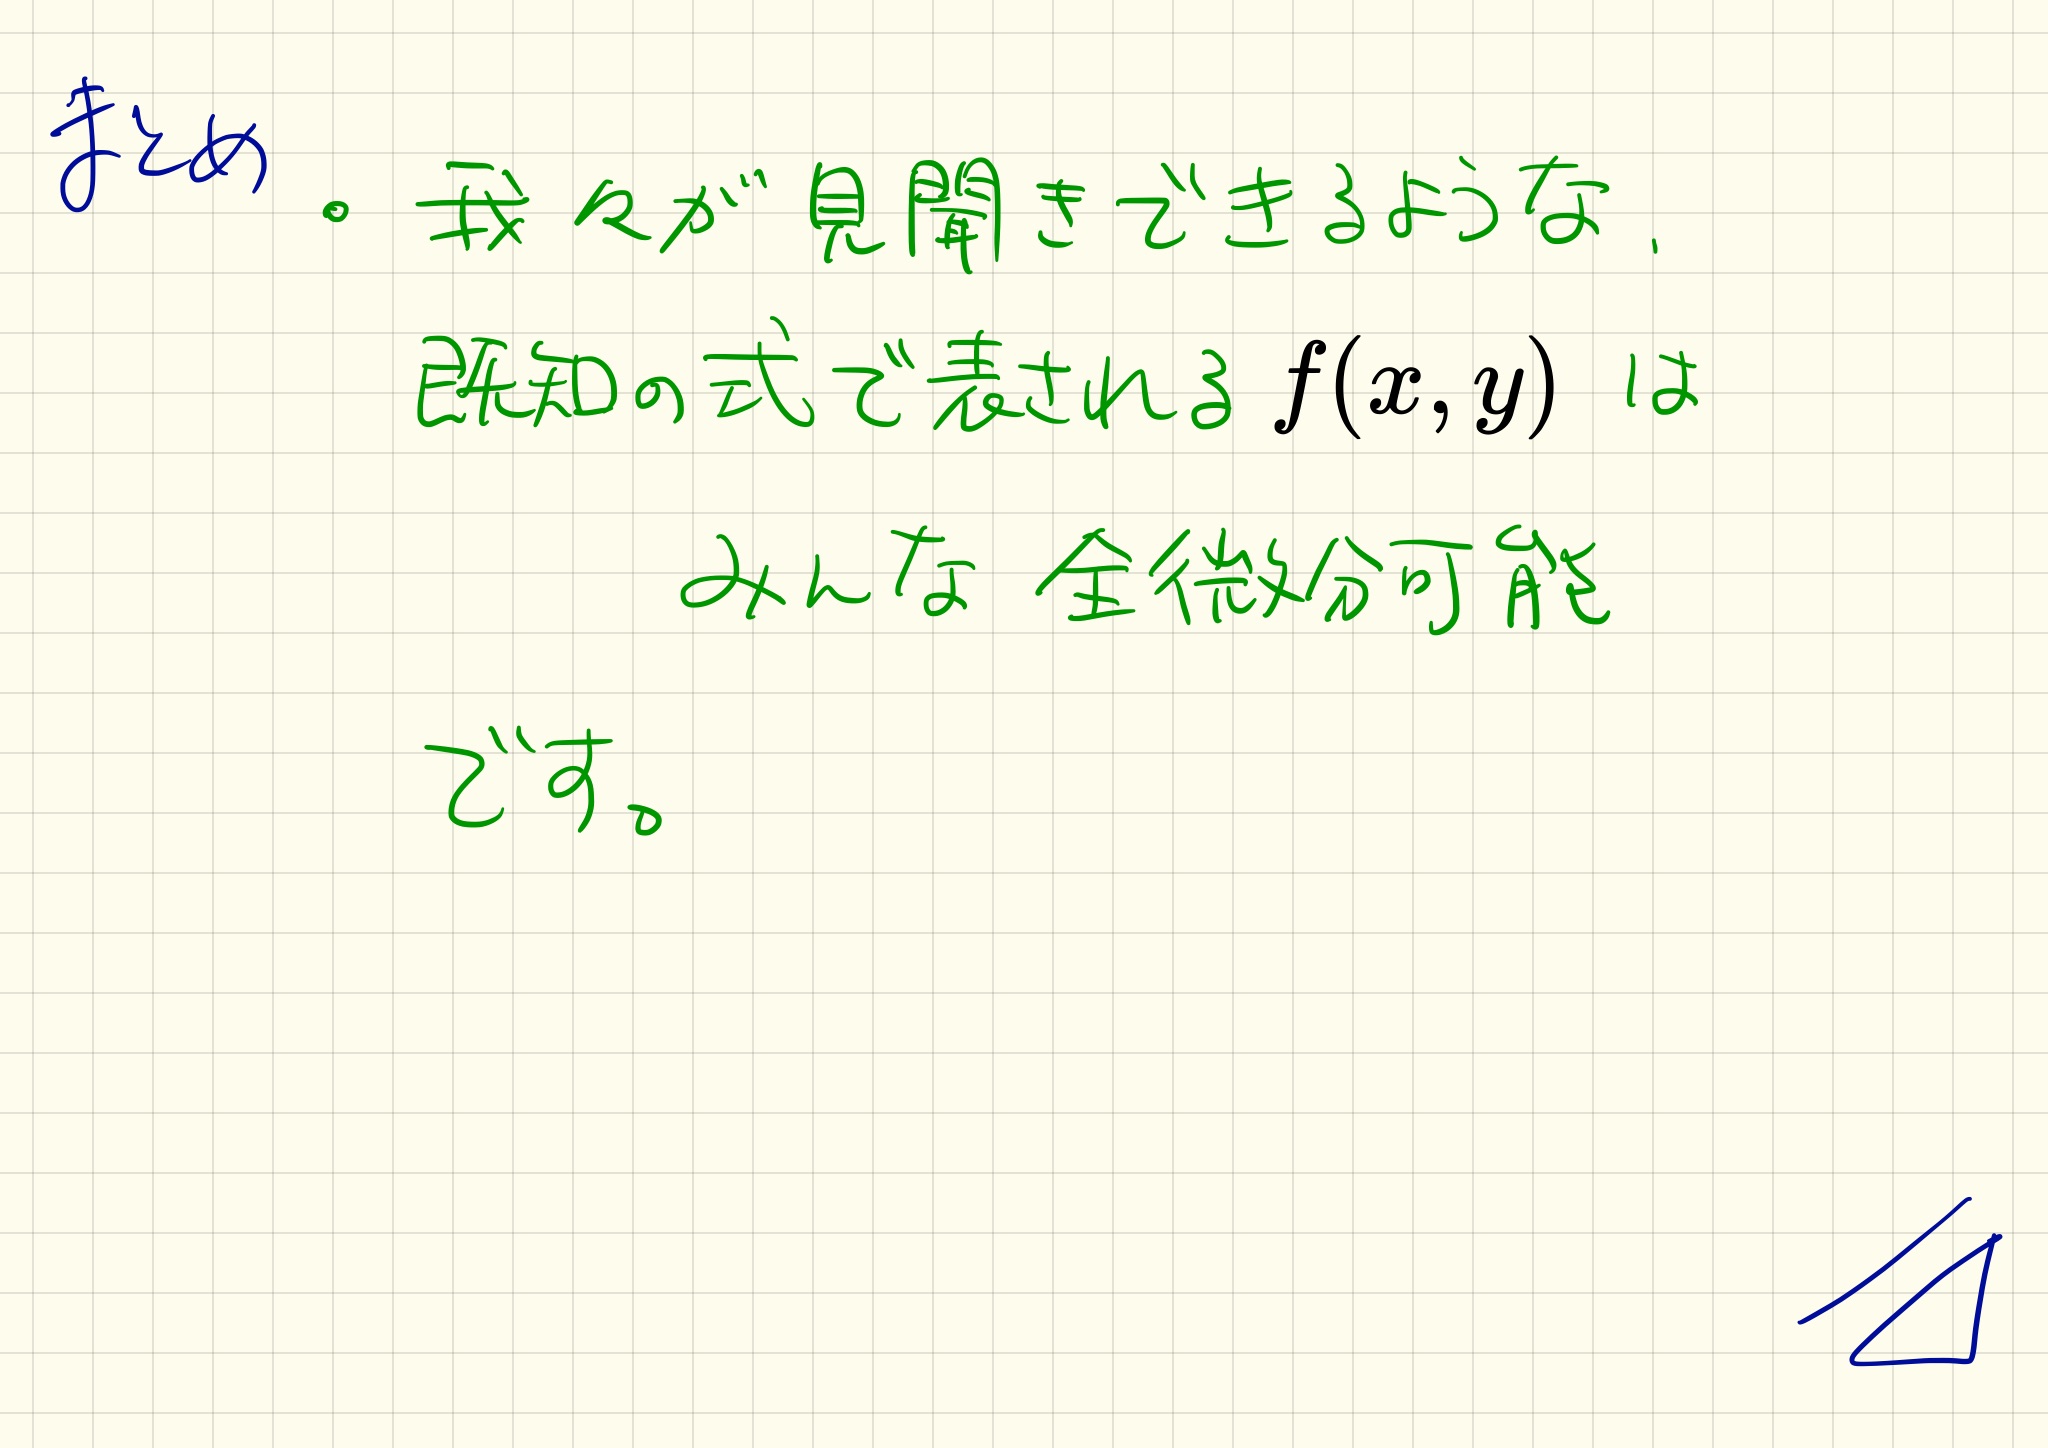 まとめ
。我々が見開きできるような、
既知の式で表される f(x, y) は
みんな 全微分可能
です。